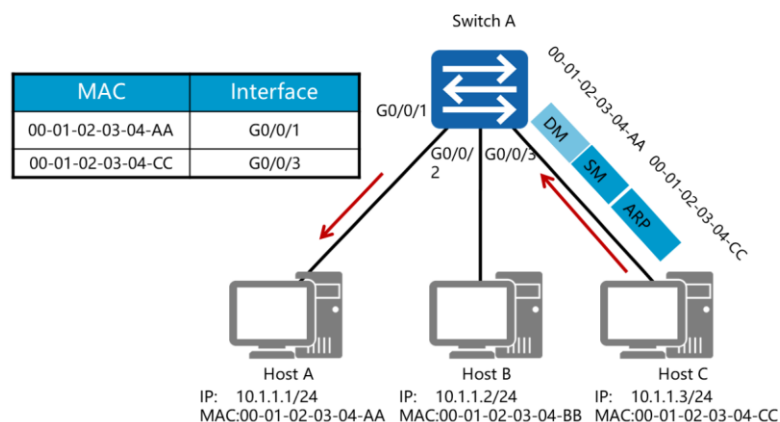 Switch A
MAC Interface
00-01-02-03-04-AA G0/0/1
00-01-02-03-04-CC G0/0/3
G0/0/1
G0/0/
2
G0/0/3
DM
SM
ARP
00-01-02-03-04-AA 00-01-02-03-04-CC
Host A
IP: 10.1.1.1/24
MAC:00-01-02-03-04-AA
Host B
IP: 10.1.1.2/24
MAC:00-01-02-03-04-BB
Host C
IP: 10.1.1.3/24
MAC:00-01-02-03-04-CC